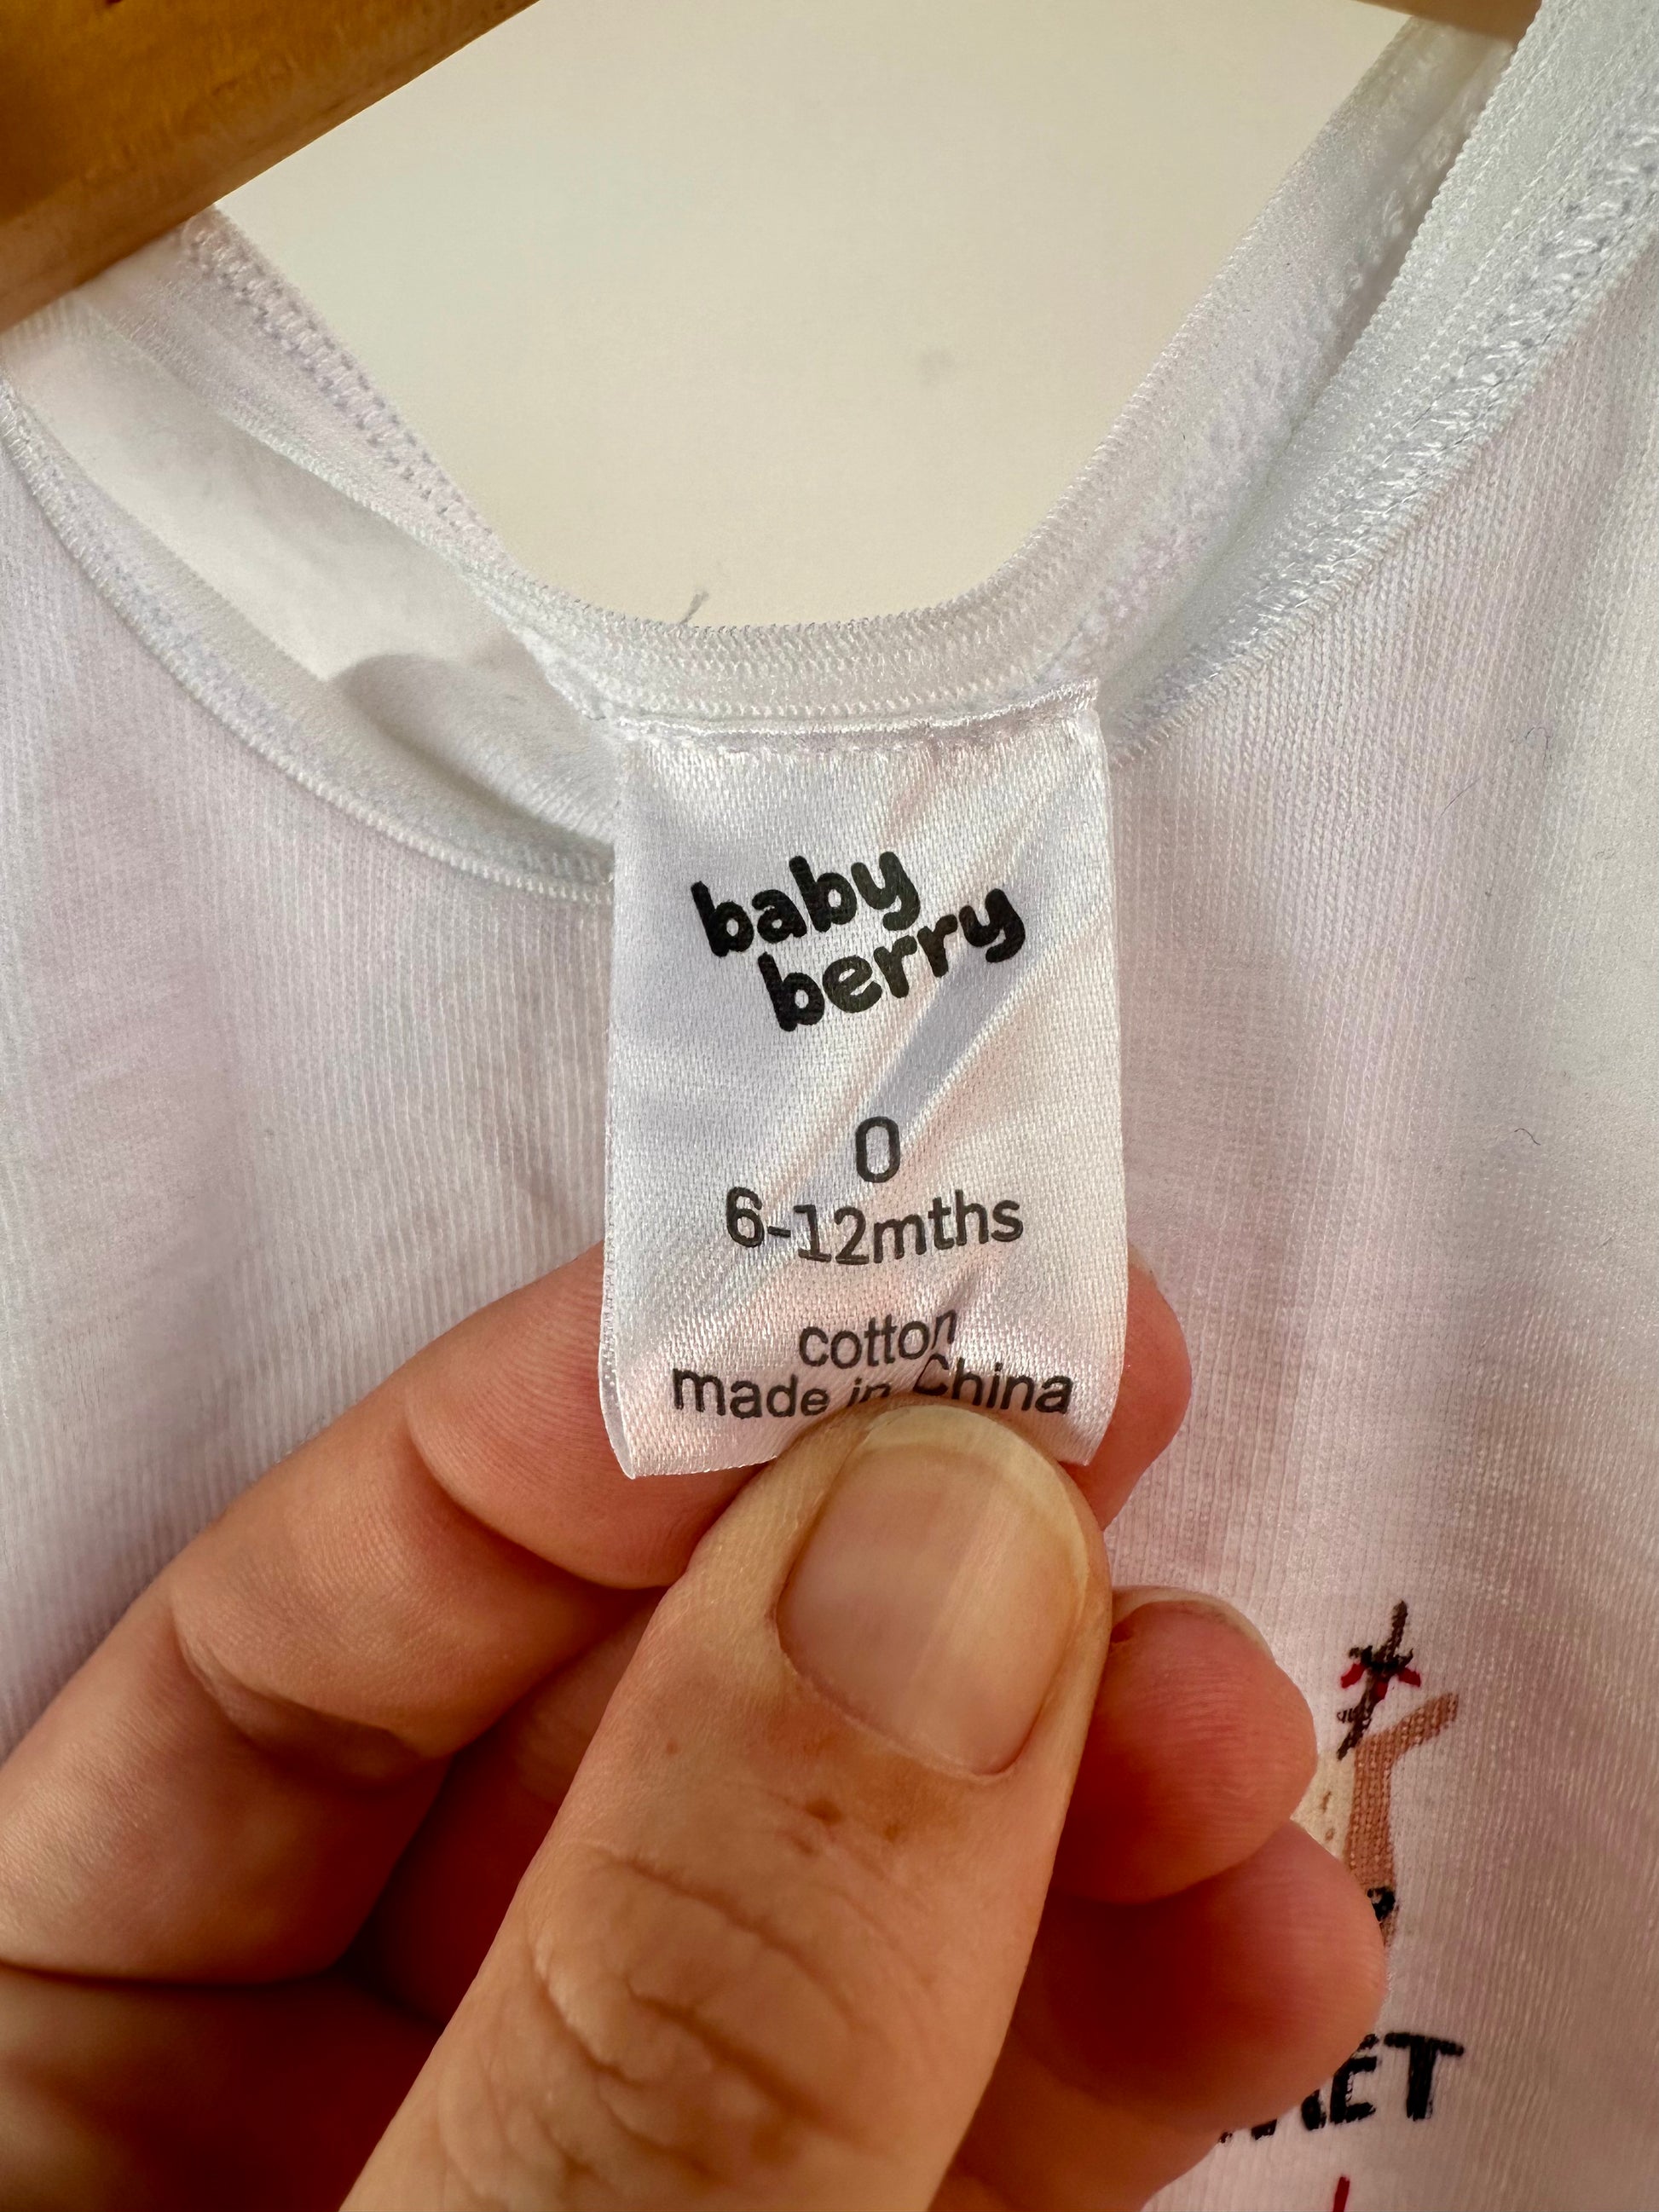 baby
berry
0
6-12mths
cotton
made in China